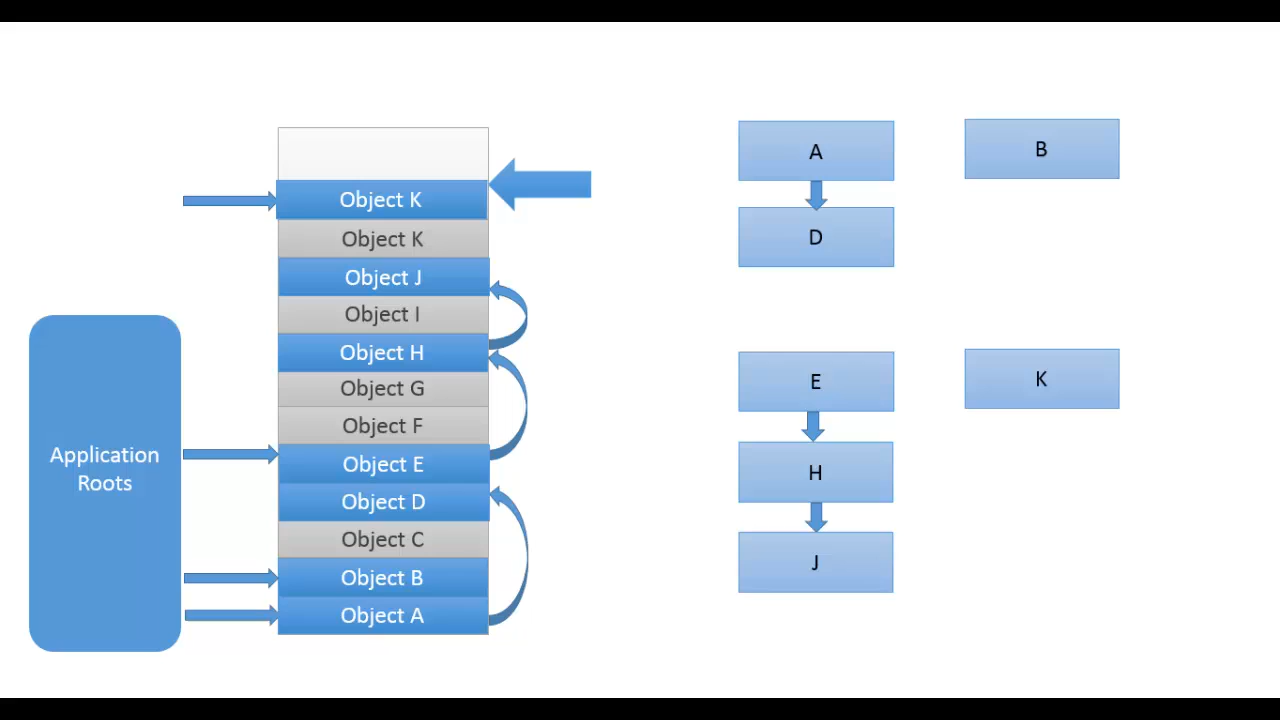 Object K
Object K
Object J
Object I
Object H
Object G
Object F
Object E
Object D
Object C
Object B
Object A
Application
Roots
A
B
D
E
K
H
J